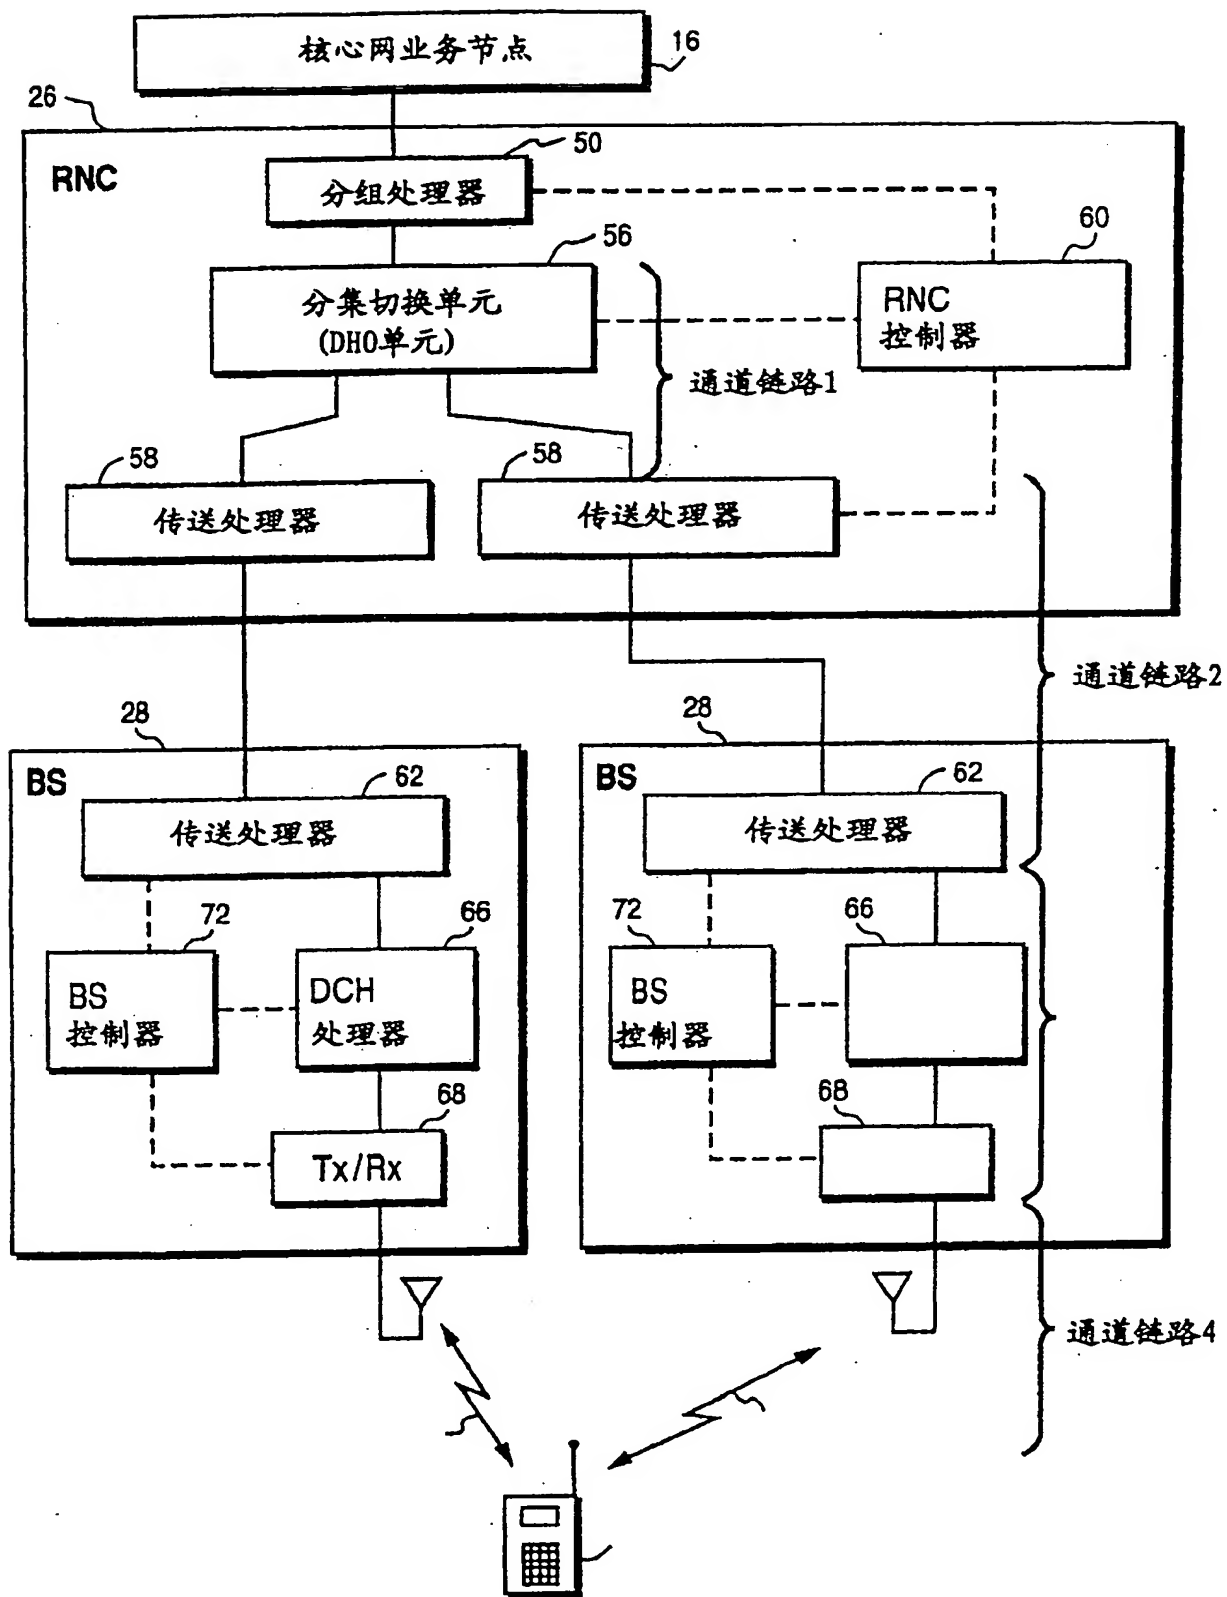 核心网业务节点
16
26
RNC
50
分组处理器
56
60
分集切换单元
(DHO单元)
RNC
控制器
通道链路1
58
58
传送处理器
传送处理器
通道链路2
28
28
BS
BS
62
62
传送处理器
传送处理器
72
66
72
66
BS
控制器
DCH
处理器
BS
控制器
68
68
Tx/Rx
通道链路4